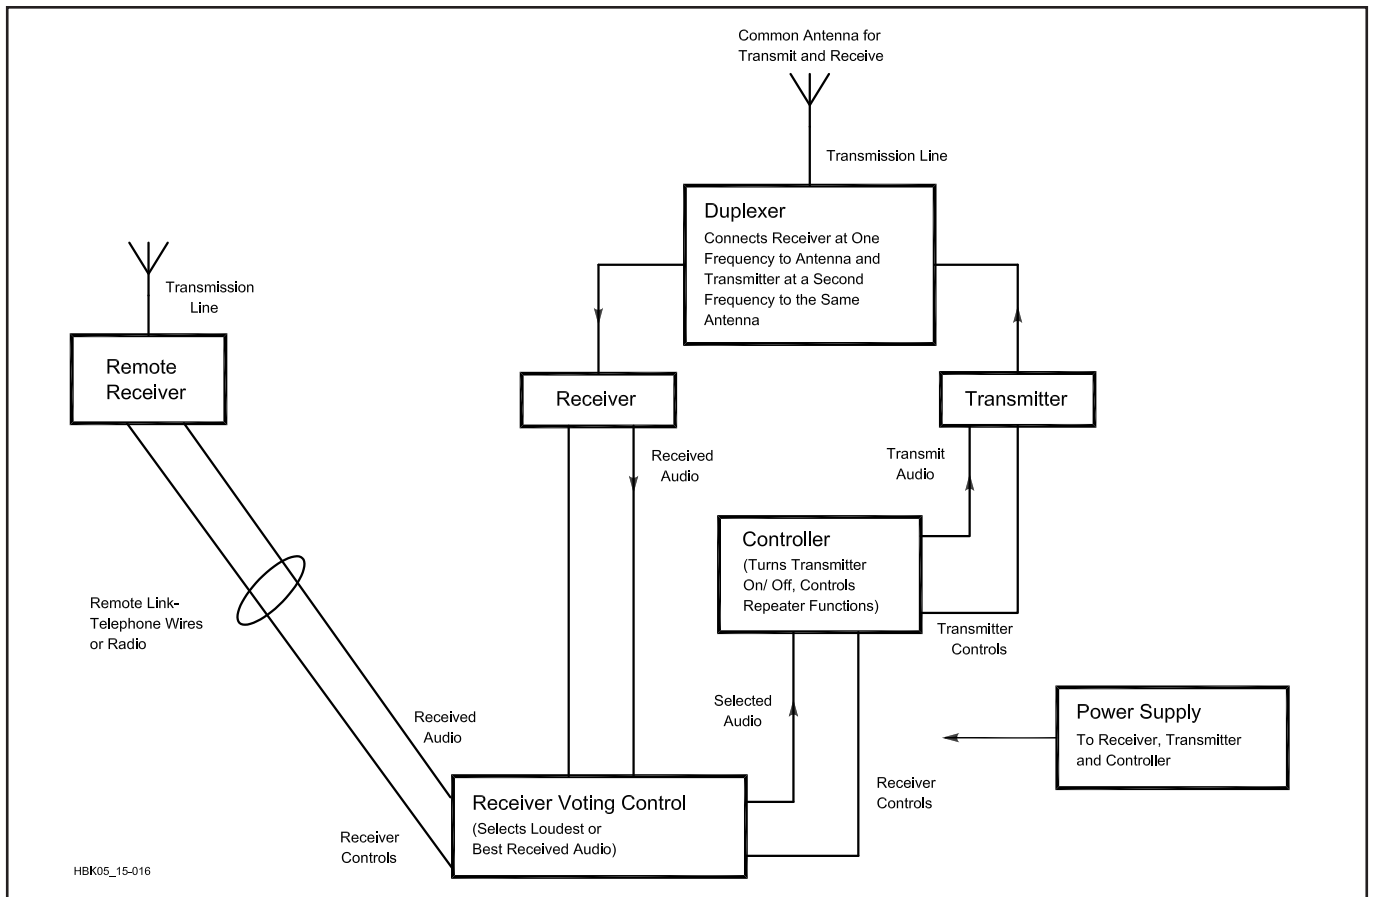 Common Antenna for
Transmit and Receive
Transmission Line
Duplexer
Connects Receiver at One
Frequency to Antenna and
Transmitter at a Second
Frequency to the Same
Antenna
Transmission
Line
Remote
Receiver
Receiver
Transmitter
Received
Audio
Transmit
Audio
Controller
(Turns Transmitter
On/ Off, Controls
Repeater Functions)
Remote Link-
Telephone Wires
or Radio
Transmitter
Controls
Selected
Audio
Received
Audio
Power Supply
To Receiver, Transmitter
and Controller
Receiver
Controls
Receiver Voting Control
(Selects Loudest or
Best Received Audio)
Receiver
Controls
HBK05_15-016